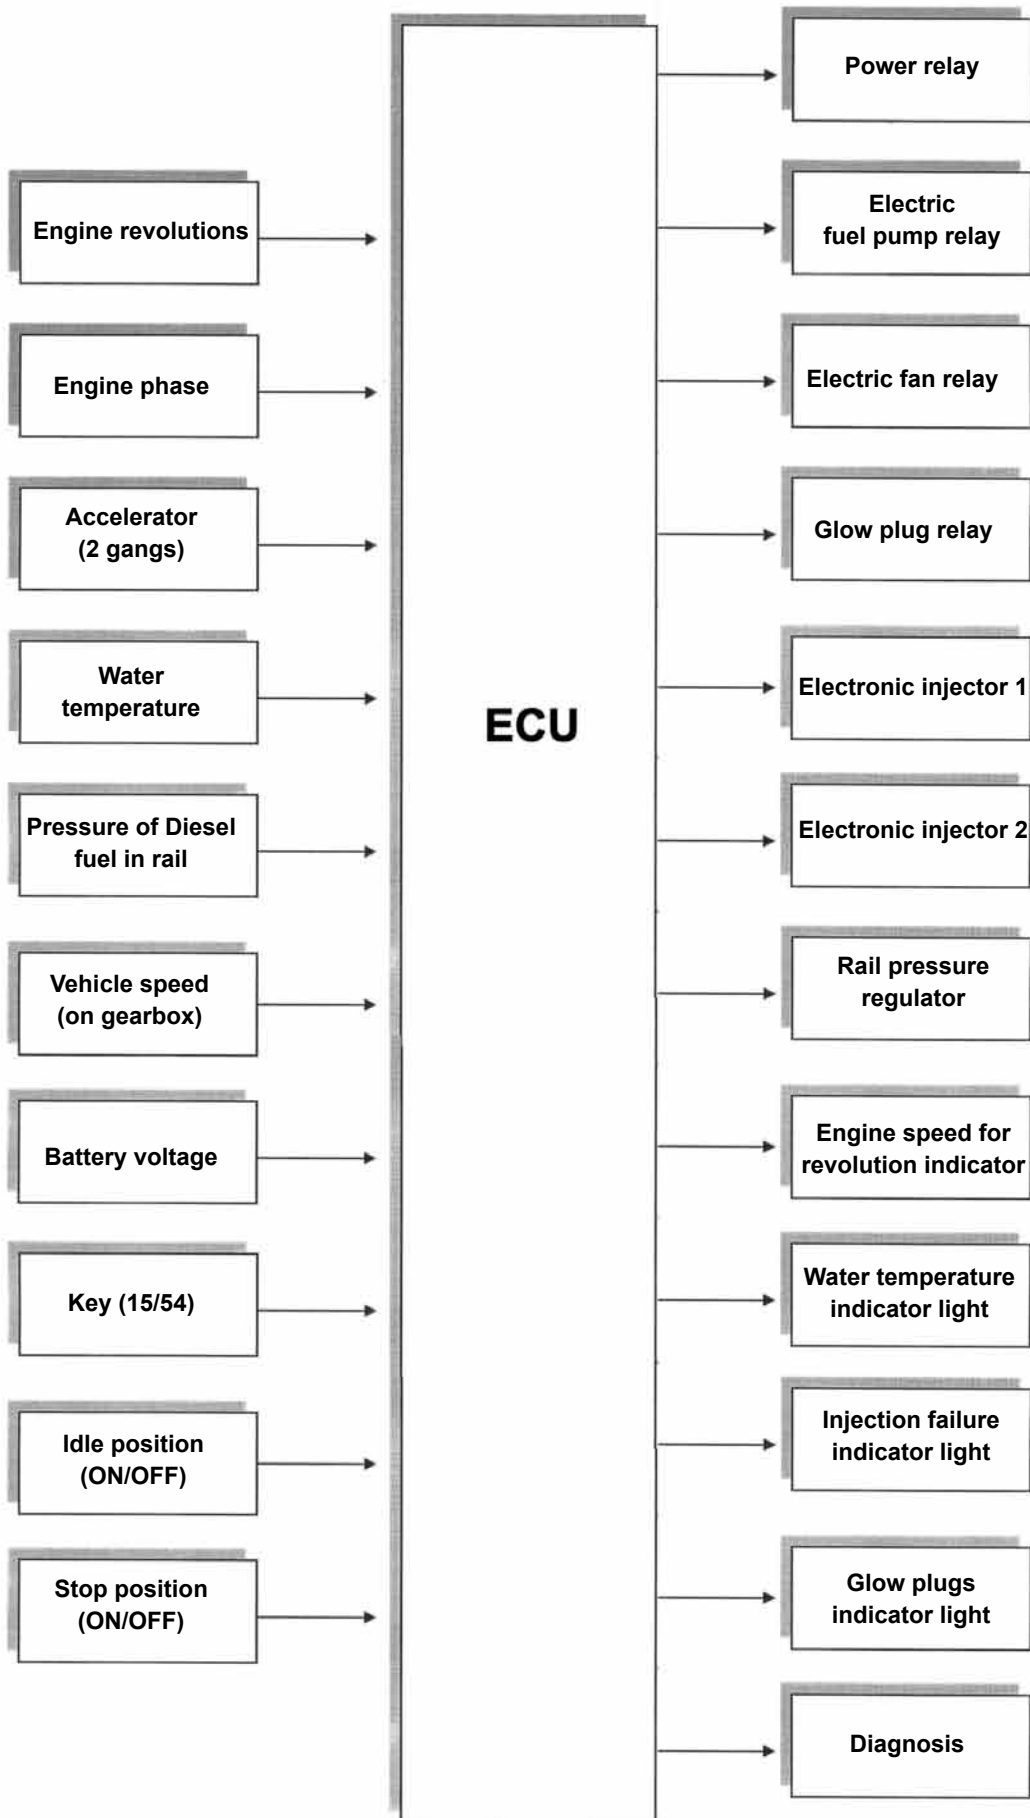 Engine revolutions
Engine phase
Accelerator
(2 gangs)
Water
temperature
Pressure of Diesel
fuel in rail
Vehicle speed
(on gearbox)
Battery voltage
Key (15/54)
Idle position
(ON/OFF)
Stop position
(ON/OFF)
ECU
Power relay
Electric
fuel pump relay
Electric fan relay
Glow plug relay
Electronic injector 1
Electronic injector 2
Rail pressure
regulator
Engine speed for
revolution indicator
Water temperature
indicator light
Injection failure
indicator light
Glow plugs
indicator light
Diagnosis